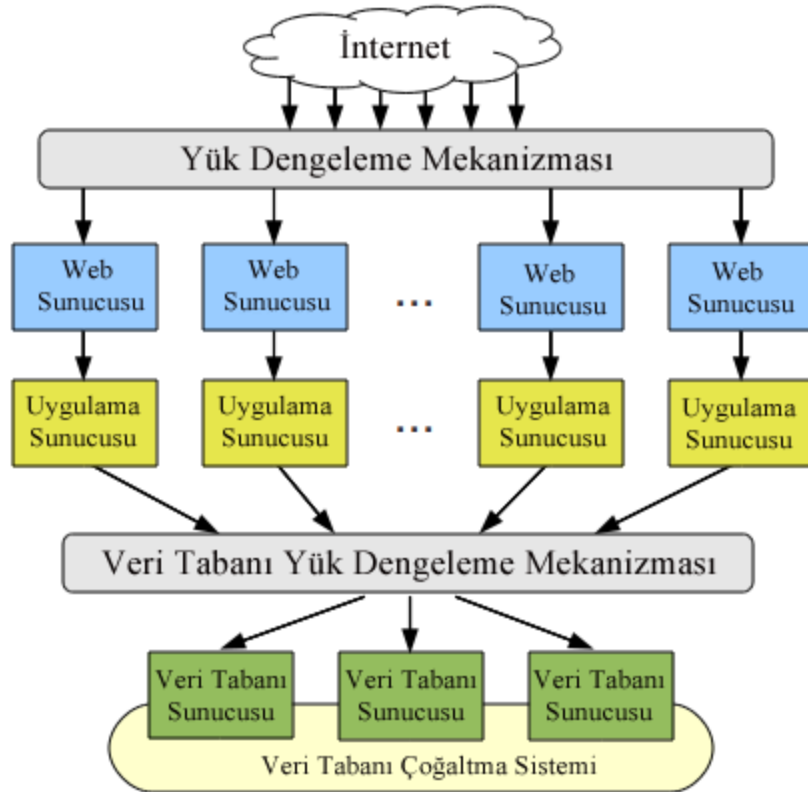 İnternet
Yük Dengeleme Mekanizması
Web
Sunucusu
Web
Sunucusu
...
Web
Sunucusu
Web
Sunucusu
Uygulama
Sunucusu
Uygulama
Sunucusu
...
Uygulama
Sunucusu
Uygulama
Sunucusu
Veri Tabanı Yük Dengeleme Mekanizması
Veri Tabanı
Sunucusu
Veri Tabanı
Sunucusu
Veri Tabanı
Sunucusu
Veri Tabanı Çoğaltma Sistemi